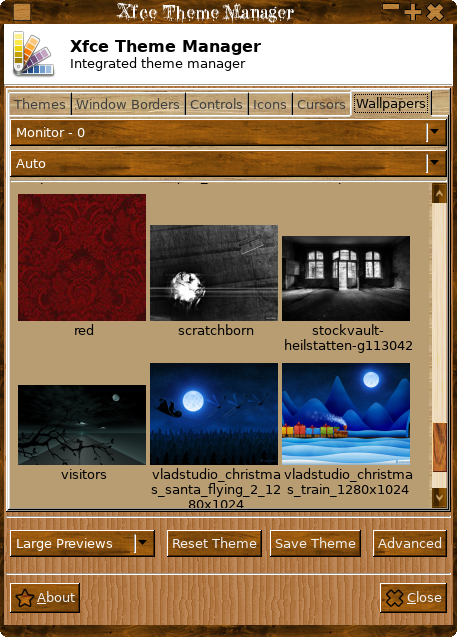 Xfce Theme Manager
Xfce Theme Manager
Integrated theme manager
Themes Window Borders Controls Icons Cursors Wallpapers
Monitor - 0
Auto
red
scratchborn
stockvault-
heilstatten-g113042
visitors
vladstudio_christma
s_santa_flying_2_12
80x1024
vladstudio_christma
s_train_1280x1024
Large Previews Reset Theme Save Theme Advanced
About Close